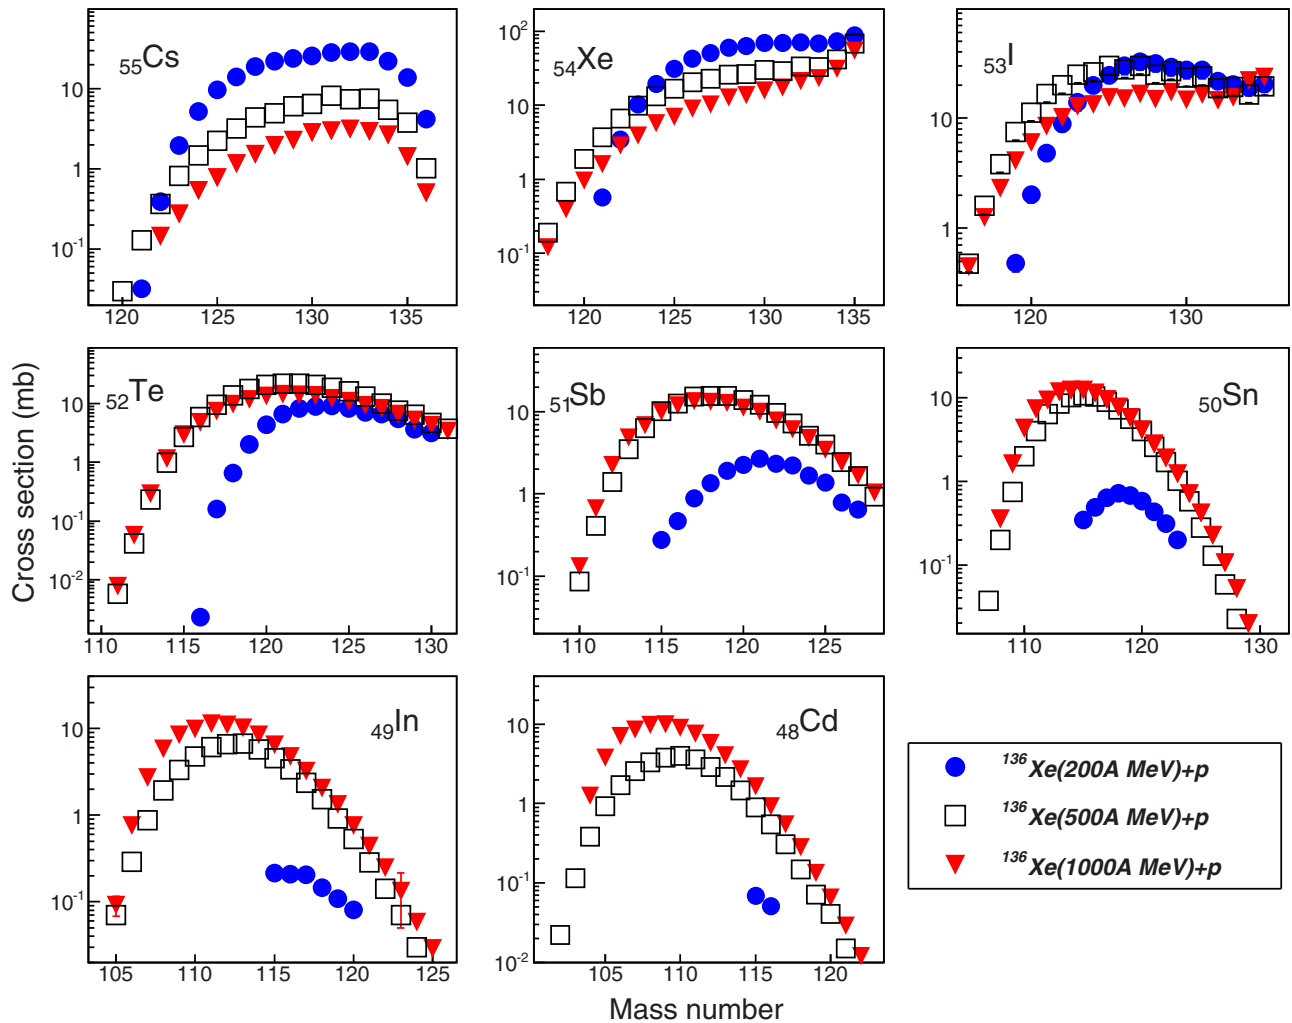 ₅₅Cs
10
1
10⁻¹
120 125 130 135
₅₄Xe
10²
10
1
10⁻¹
120 125 130 135
₅₃I
10
1
120 130
Cross section (mb)
₅₂Te
10
1
10⁻¹
10⁻²
110 115 120 125 130
₅₁Sb
10
1
10⁻¹
110 115 120 125
₅₀Sn
10
1
10⁻¹
110 120 130
₄₉In
10
1
10⁻¹
105 110 115 120 125
₄₈Cd
10
1
10⁻¹
10⁻²
105 110 115 120
¹³⁶Xe(200A MeV)+p
¹³⁶Xe(500A MeV)+p
¹³⁶Xe(1000A MeV)+p
Mass number